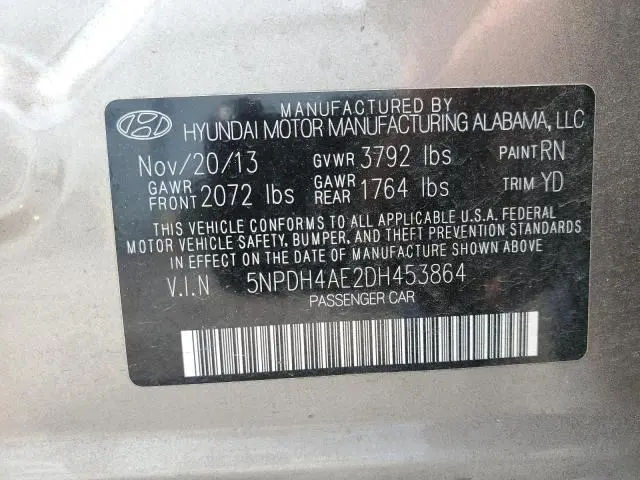 MANUFACTURED BY
HYUNDAI MOTOR MANUFACTURING ALABAMA, LLC
Nov/20/13 GVWR 3792 lbs PAINT RN
GAWR FRONT 2072 lbs GAWR REAR 1764 lbs TRIM YD
THIS VEHICLE CONFORMS TO ALL APPLICABLE U.S.A. FEDERAL
MOTOR VEHICLE SAFETY, BUMPER, AND THEFT PREVENTION STANDARDS
IN EFFECT ON THE DATE OF MANUFACTURE SHOWN ABOVE
V.I.N 5NPDH4AE2DH453864
PASSENGER CAR